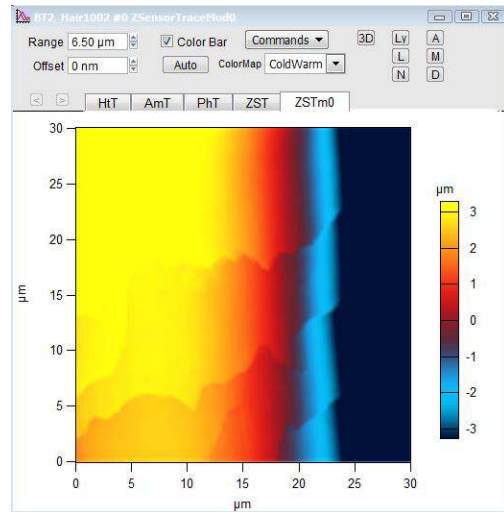 BT2_Hair1002 #0 ZSensorTraceMod0
Range 6.50 µm Color Bar Commands 3D Lγ A
L M
Offset 0 nm Auto ColorMap ColdWarm N D
< > HtT AmT PhT ZST ZSTm0
30
25
20
15
10
5
0
µm
0 5 10 15 20 25 30
µm
µm
3
2
1
0
-1
-2
-3